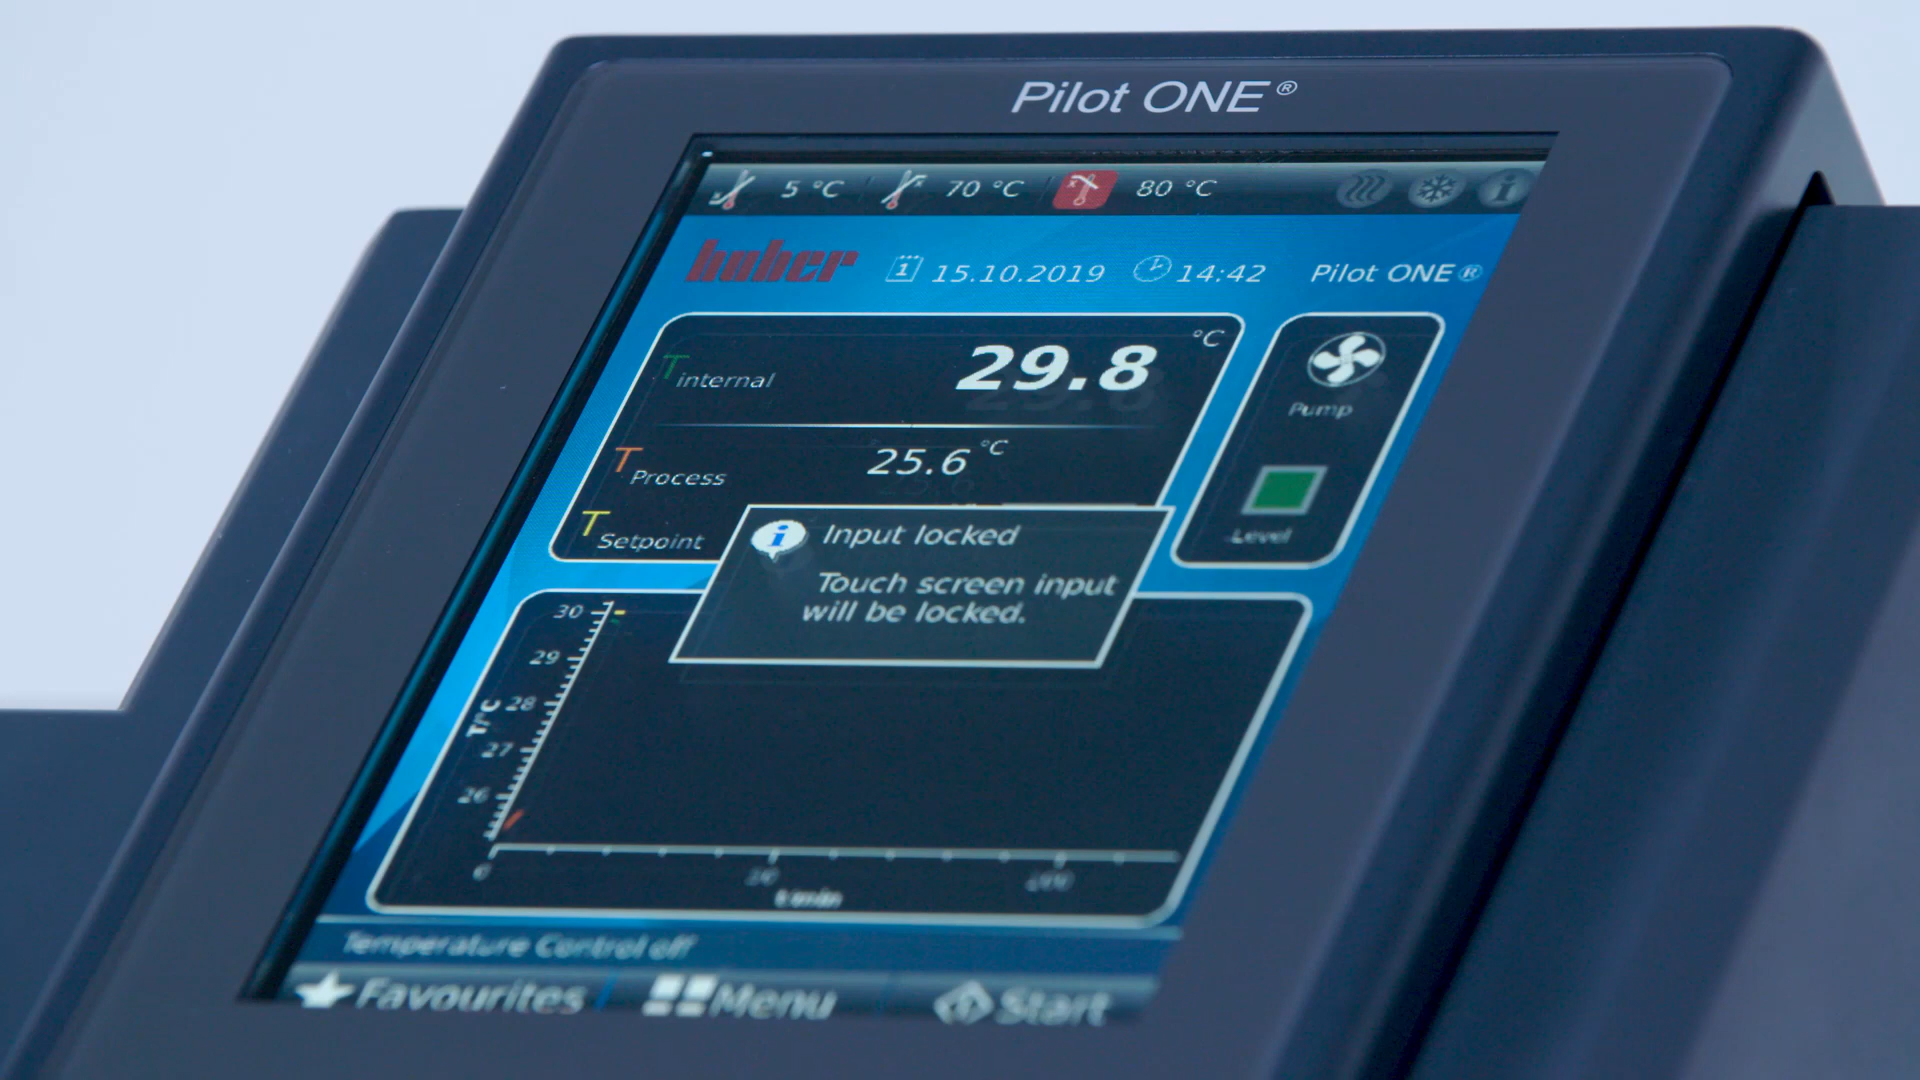 Pilot ONE®
5 °C 70 °C 80 °C
huber 15.10.2019 14:42 Pilot ONE®
T internal 29.8 °C
Pump
T Process 25.6 °C
T Setpoint
Level
Input locked
Touch screen input
will be locked.
30
29
28
T/°C
27
26
0
t/min
Temperature Control off
Favourites Menu Start